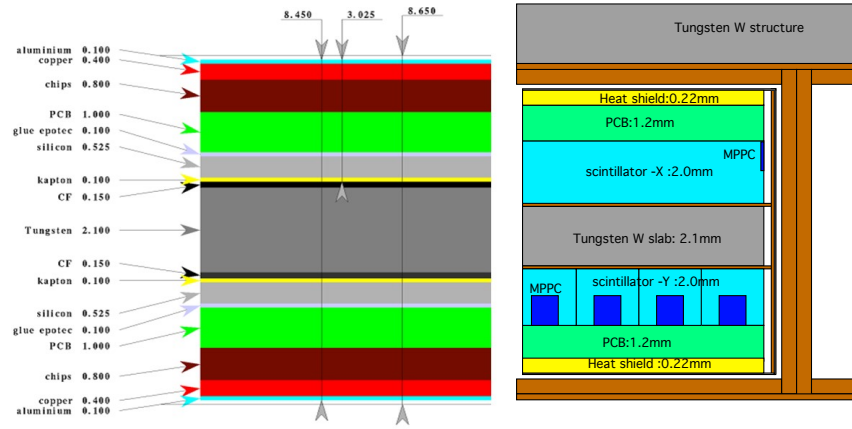 8.450 3.025 8.650
aluminium 0.100
copper 0.400
chips 0.800
PCB 1.000
glue epotec 0.100
silicon 0.525
kapton 0.100
CF 0.150
Tungsten 2.100
CF 0.150
kapton 0.100
silicon 0.525
glue epotec 0.100
PCB 1.000
chips 0.800
copper 0.400
aluminium 0.100
Tungsten W structure
Heat shield:0.22mm
PCB:1.2mm
MPPC
scintillator -X :2.0mm
Tungsten W slab: 2.1mm
scintillator -Y :2.0mm
MPPC
PCB:1.2mm
Heat shield :0.22mm